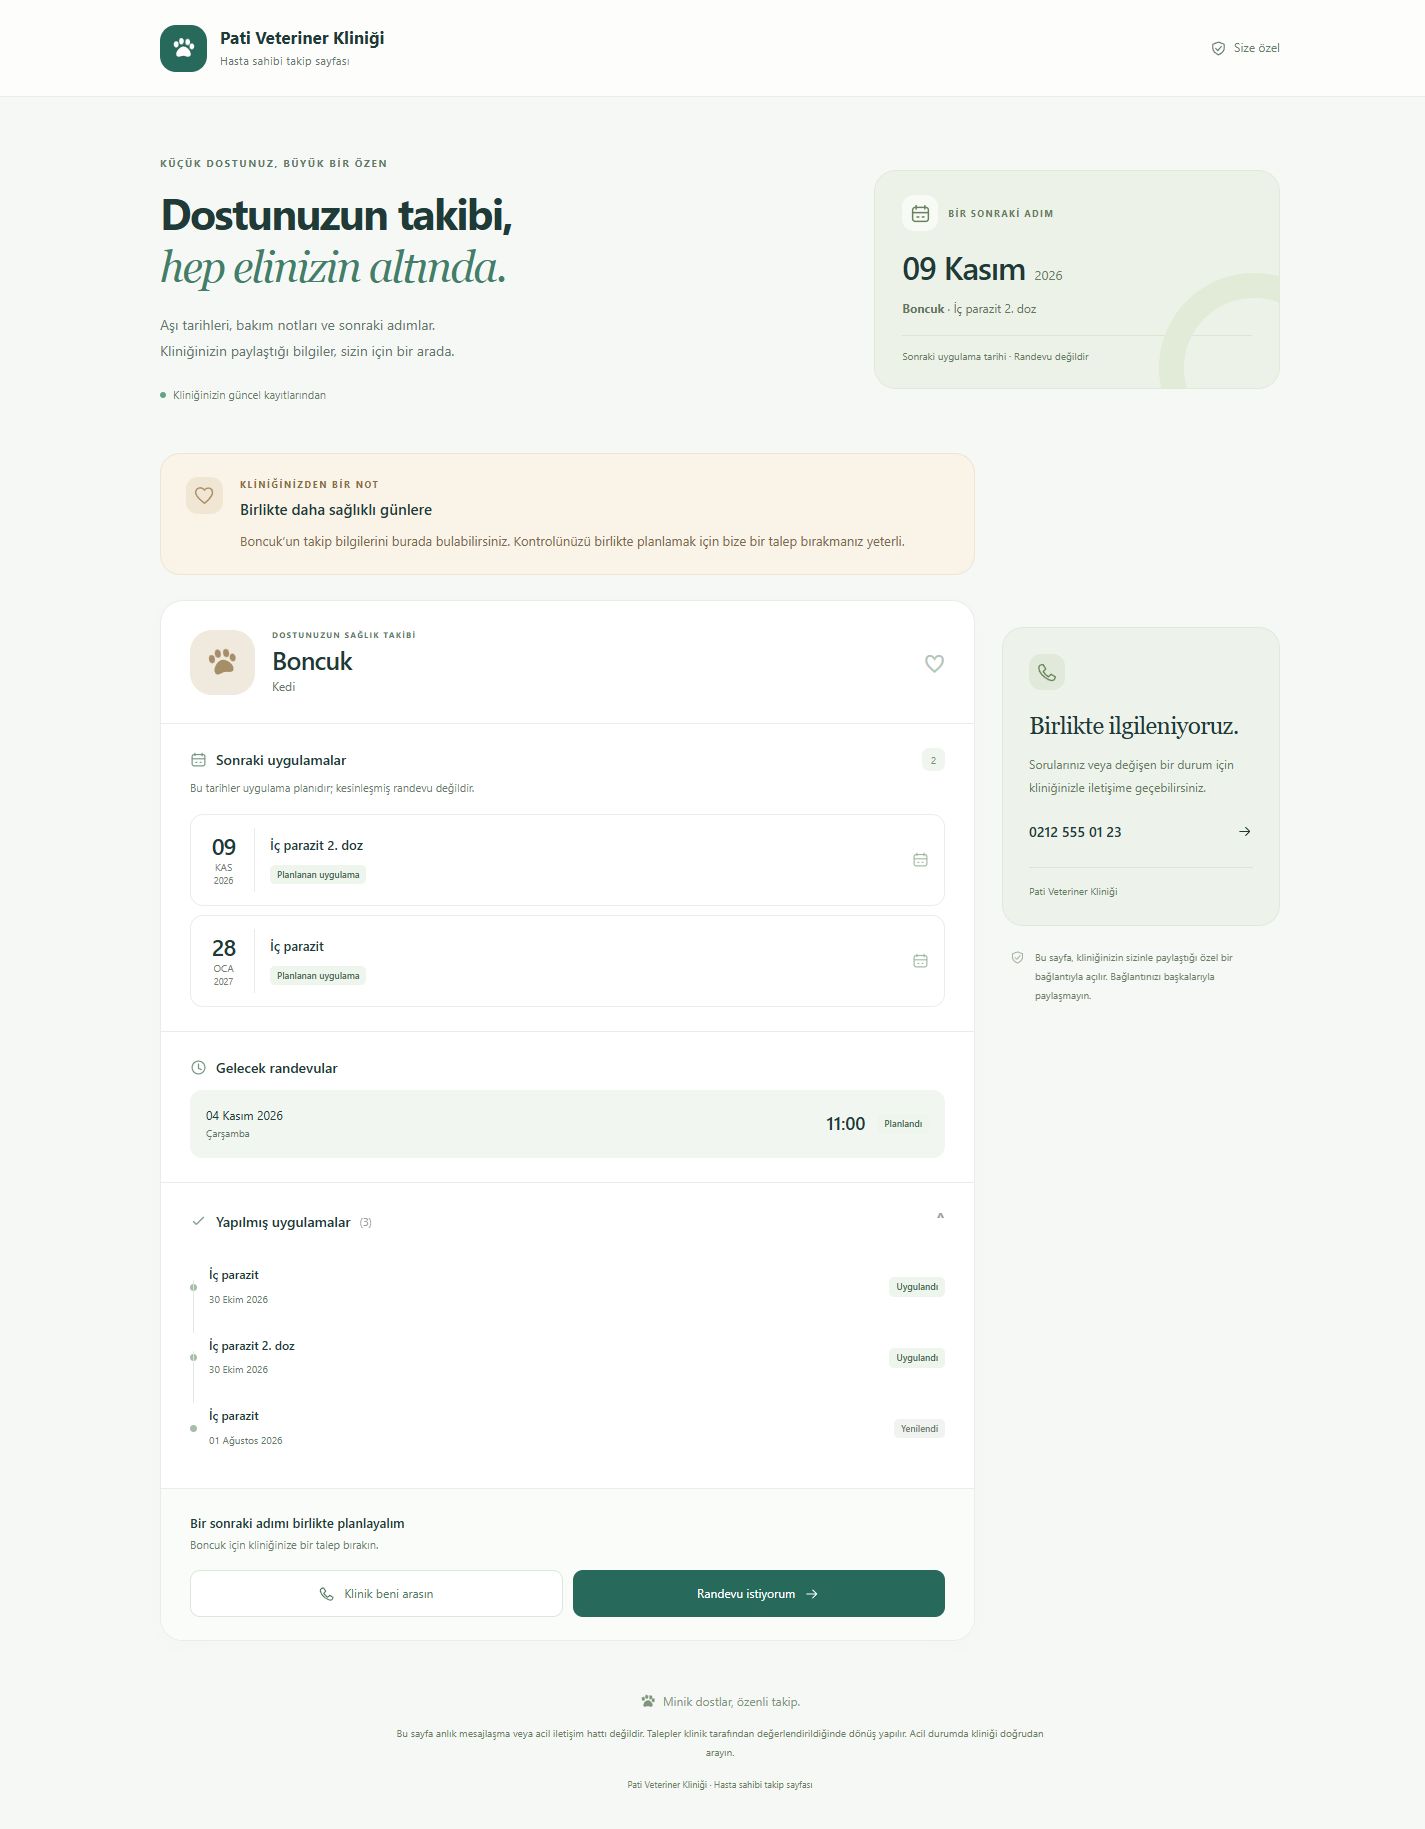 Pati Veteriner Kliniği
Hasta sahibi takip sayfası
Size özel
KÜÇÜK DOSTUNUZ, BÜYÜK BİR ÖZEN
Dostunuzun takibi,
hep elinizin altında.
Aşı tarihleri, bakım notları ve sonraki adımlar.
Kliniğinizin paylaştığı bilgiler, sizin için bir arada.
Kliniğinizin güncel kayıtlarından
BİR SONRAKİ ADIM
09 Kasım 2026
Boncuk · İç parazit 2. doz
Sonraki uygulama tarihi · Randevu değildir
KLİNİĞİNİZDEN BİR NOT
Birlikte daha sağlıklı günlere
Boncuk'un takip bilgilerini burada bulabilirsiniz. Kontrolünüzü birlikte planlamak için bize bir talep bırakmanız yeterli.
DOSTUNUZUN SAĞLIK TAKİBİ
Boncuk
Kedi
Sonraki uygulamalar
2
Bu tarihler uygulama planıdır; kesinleşmiş randevu değildir.
09
KAS
2026
İç parazit 2. doz
Planlanan uygulama
28
OCA
2027
İç parazit
Planlanan uygulama
Gelecek randevular
04 Kasım 2026
Çarşamba
11:00 Planlandı
Yapılmış uygulamalar (3)
İç parazit
30 Ekim 2026
Uygulandı
İç parazit 2. doz
30 Ekim 2026
Uygulandı
İç parazit
01 Ağustos 2026
Yenilendi
Bir sonraki adımı birlikte planlayalım
Boncuk için kliniğinize bir talep bırakın.
Klinik beni arasın
Randevu istiyorum →
Birlikte ilgileniyoruz.
Sorularınız veya değişen bir durum için
kliniğinizle iletişime geçebilirsiniz.
0212 555 01 23 →
Pati Veteriner Kliniği
Bu sayfa, kliniğinizin sizinle paylaştığı özel bir
bağlantıyla açılır. Bağlantınızı başkalarıyla
paylaşmayın.
Minik dostlar, özenli takip.
Bu sayfa anlık mesajlaşma veya acil iletişim hattı değildir. Talepler klinik tarafından değerlendirildiğinde dönüş yapılır. Acil durumda kliniği doğrudan
arayın.
Pati Veteriner Kliniği · Hasta sahibi takip sayfası